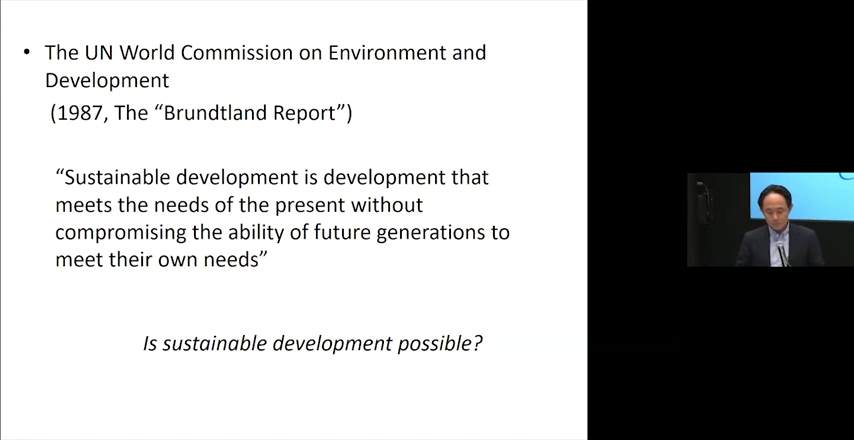 • The UN World Commission on Environment and
Development
(1987, The “Brundtland Report”)
“Sustainable development is development that
meets the needs of the present without
compromising the ability of future generations to
meet their own needs”
Is sustainable development possible?